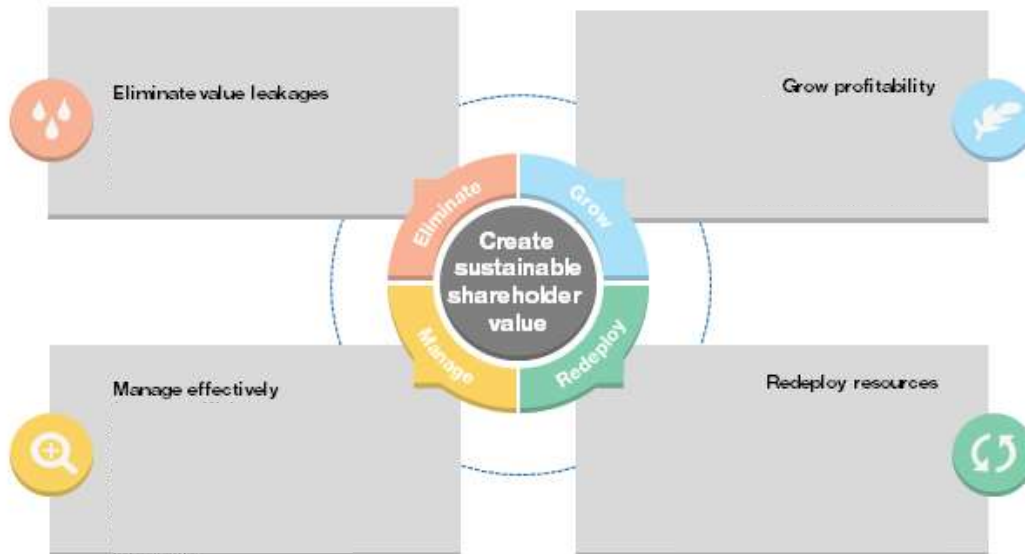 Eliminate value leakages
Grow profitability
Eliminate
Grow
Create
sustainable
shareholder
value
Manage
Redeploy
Manage effectively
Redeploy resources